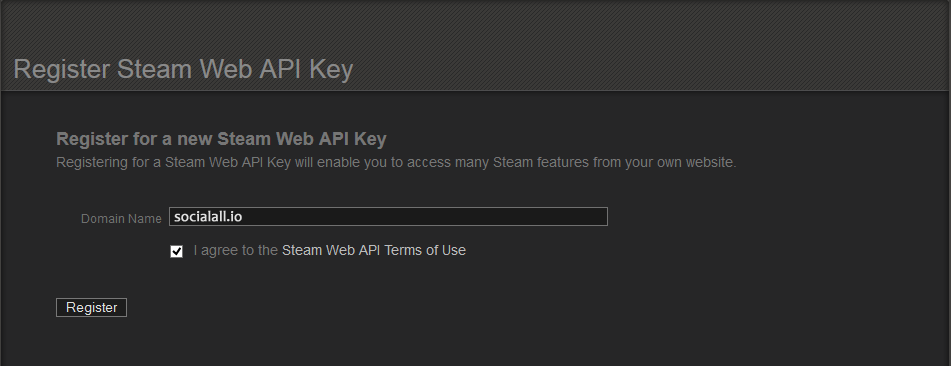 Register Steam Web API Key
Register for a new Steam Web API Key
Registering for a Steam Web API Key will enable you to access many Steam features from your own website.
Domain Name socialall.io
I agree to the Steam Web API Terms of Use
Register